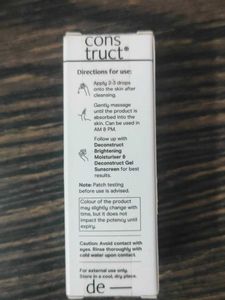 cons
truct®
Directions for use:
Apply 2-3 drops
onto the skin after
cleansing.
Gently massage
until the product is
absorbed into the
skin. Can be used in
AM & PM.
Follow up with
Deconstruct
Brightening
Moisturiser &
Deconstruct Gel
Sunscreen for best
results.
Note: Patch testing
before use is advised.
Colour of the product
may slightly change with
time, but it does not
impact the potency until
expiry.
Caution: Avoid contact with
eyes. Rinse thoroughly with
cold water upon contact.
For external use only.
Store in a cool, dry place.
de